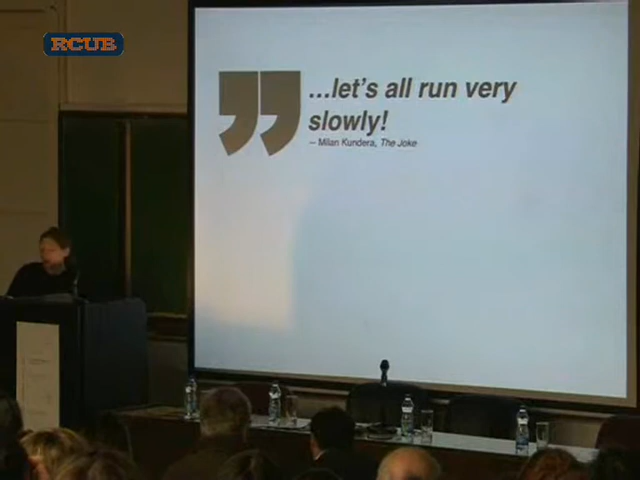 RCUB
...let's all run very
slowly!
— Milan Kundera, The Joke